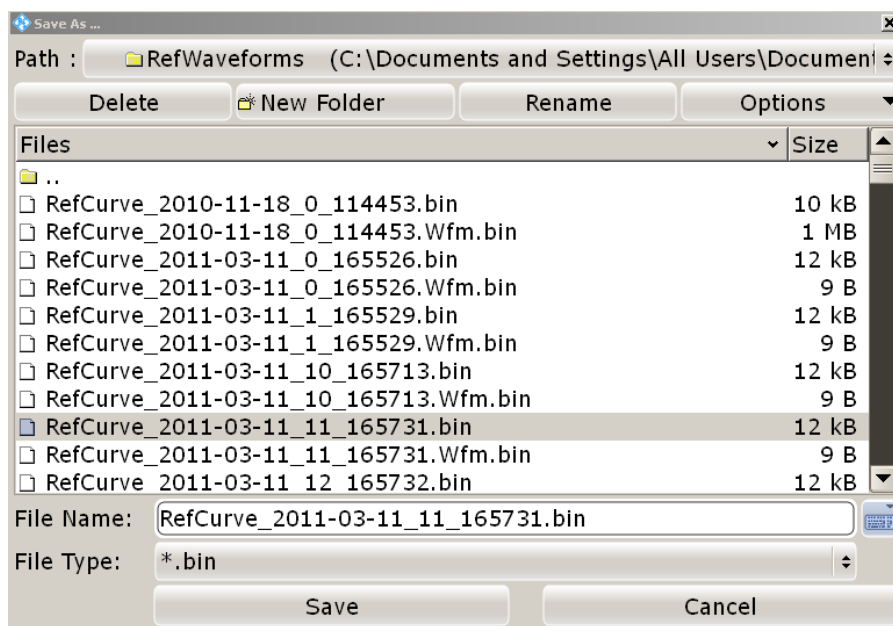 Save As ...
Path : RefWaveforms (C:\Documents and Settings\All Users\Document
Delete New Folder Rename Options
Files Size
..
RefCurve_2010-11-18_0_114453.bin 10 kB
RefCurve_2010-11-18_0_114453.Wfm.bin 1 MB
RefCurve_2011-03-11_0_165526.bin 12 kB
RefCurve_2011-03-11_0_165526.Wfm.bin 9 B
RefCurve_2011-03-11_1_165529.bin 12 kB
RefCurve_2011-03-11_1_165529.Wfm.bin 9 B
RefCurve_2011-03-11_10_165713.bin 12 kB
RefCurve_2011-03-11_10_165713.Wfm.bin 9 B
RefCurve_2011-03-11_11_165731.bin 12 kB
RefCurve_2011-03-11_11_165731.Wfm.bin 9 B
RefCurve_2011-03-11_12_165732.bin 12 kB
File Name: RefCurve_2011-03-11_11_165731.bin
File Type: *.bin
Save Cancel